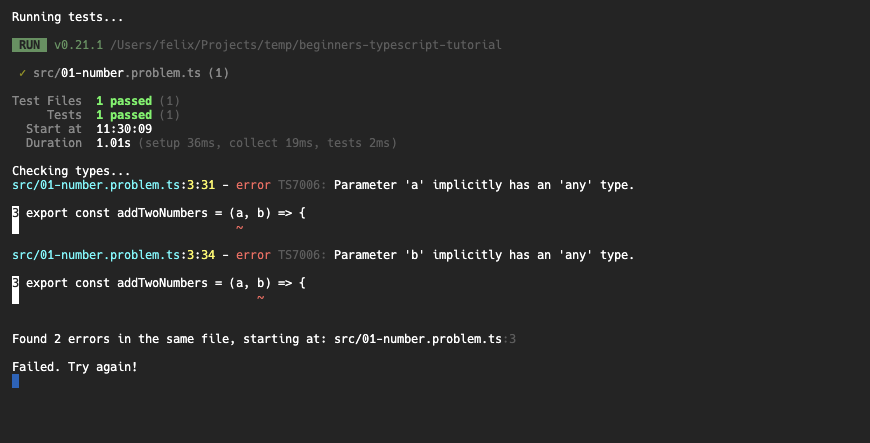 Running tests...
RUN v0.21.1 /Users/felix/Projects/temp/beginners-typescript-tutorial
✓ src/01-number.problem.ts (1)
Test Files 1 passed (1)
Tests 1 passed (1)
Start at 11:30:09
Duration 1.01s (setup 36ms, collect 19ms, tests 2ms)
Checking types...
src/01-number.problem.ts:3:31 - error TS7006: Parameter 'a' implicitly has an 'any' type.
3 export const addTwoNumbers = (a, b) => {
~
src/01-number.problem.ts:3:34 - error TS7006: Parameter 'b' implicitly has an 'any' type.
3 export const addTwoNumbers = (a, b) => {
~
Found 2 errors in the same file, starting at: src/01-number.problem.ts:3
Failed. Try again!